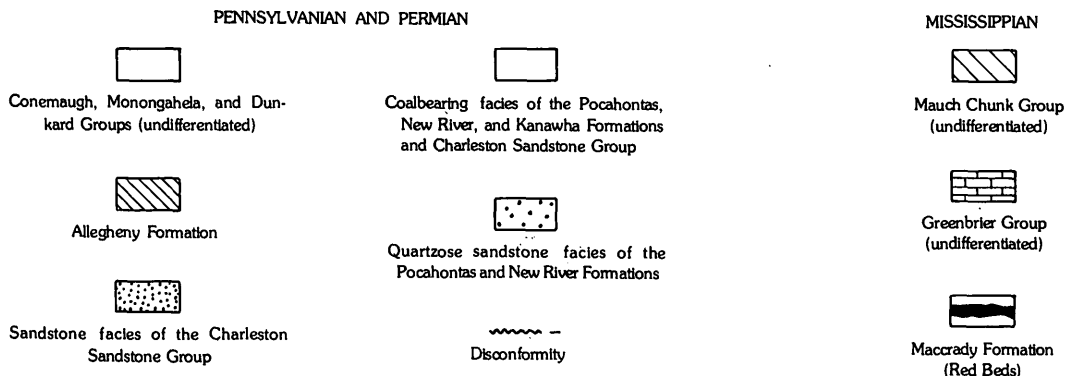 PENNSYLVANIAN AND PERMIAN
Conemaugh, Monongahela, and Dun-
kard Groups (undifferentiated)
Allegheny Formation
Sandstone facies of the Charleston
Sandstone Group
Coalbearing facies of the Pocahontas,
New River, and Kanawha Formations
and Charleston Sandstone Group
Quartzose sandstone facies of the
Pocahontas and New River Formations
Disconformity
MISSISSIPPIAN
Mauch Chunk Group
(undifferentiated)
Greenbrier Group
(undifferentiated)
Maccrady Formation
(Red Beds)